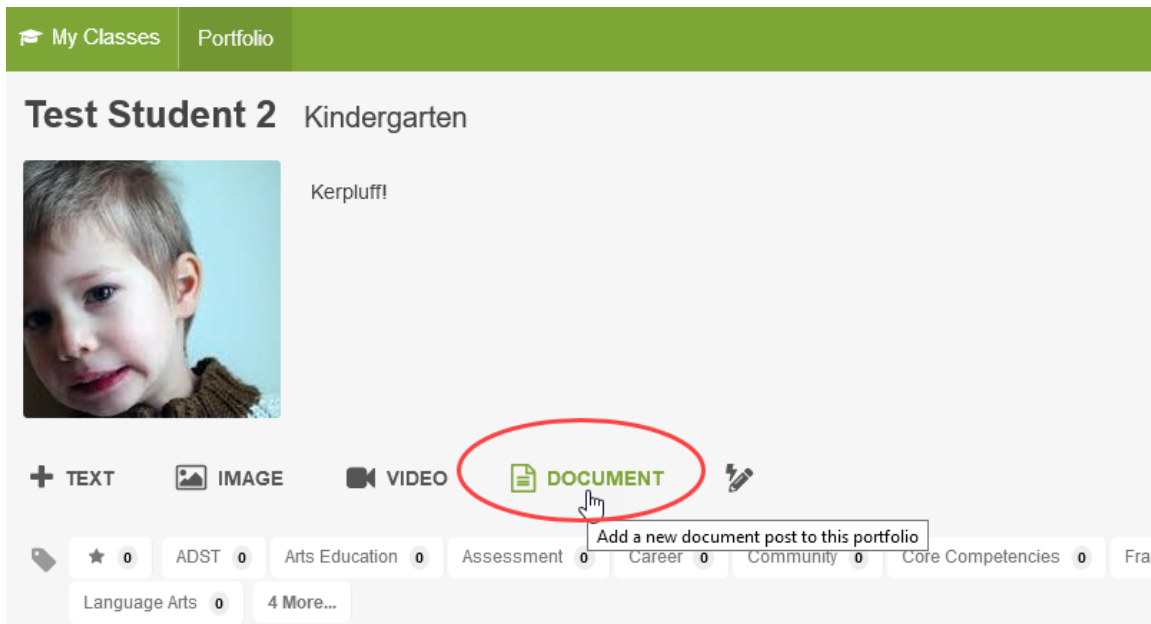 My Classes Portfolio
Test Student 2 Kindergarten
Kerpluff!
TEXT IMAGE VIDEO DOCUMENT
Add a new document post to this portfolio
0 ADST 0 Arts Education 0 Assessment 0 Career 0 Community 0 Core Competencies 0 Fra
Language Arts 0 4 More...